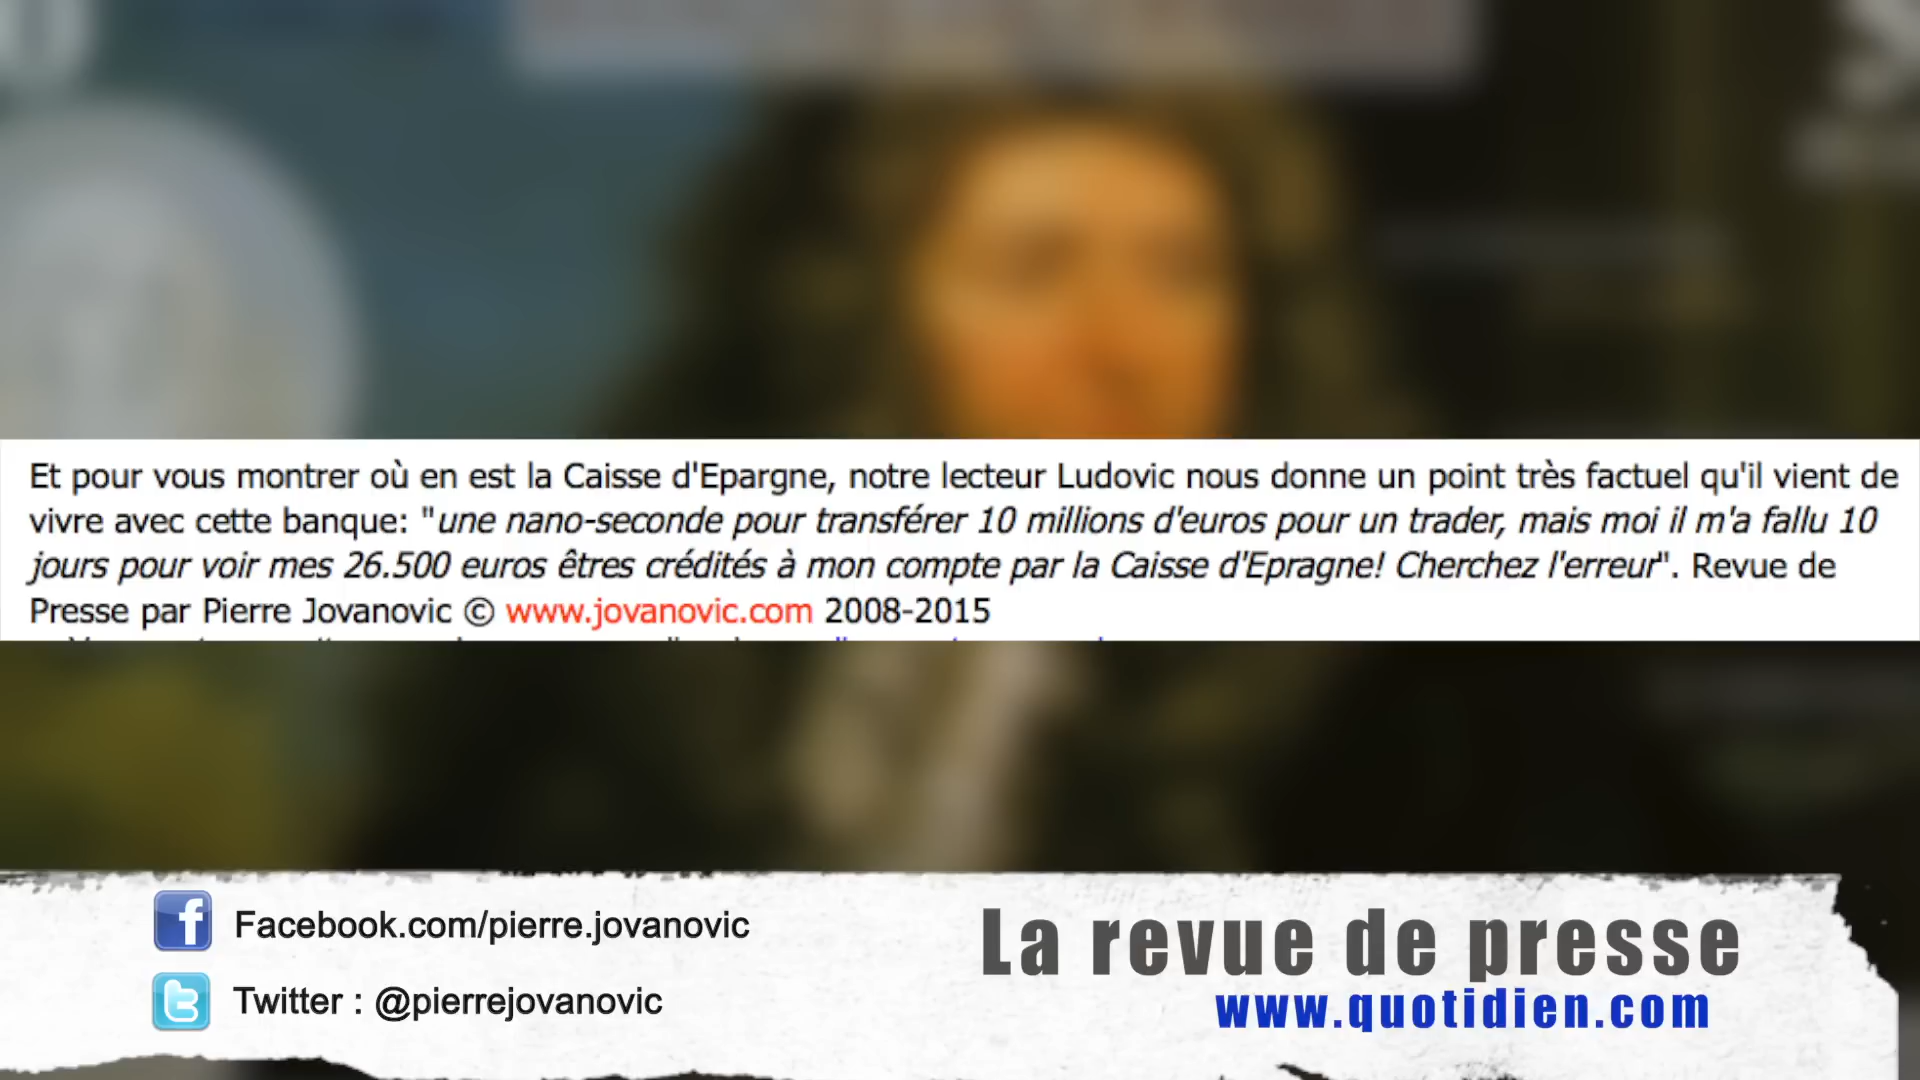 Et pour vous montrer où en est la Caisse d'Epargne, notre lecteur Ludovic nous donne un point très factuel qu'il vient de
vivre avec cette banque: "une nano-seconde pour transférer 10 millions d'euros pour un trader, mais moi il m'a fallu 10
jours pour voir mes 26.500 euros êtres crédités à mon compte par la Caisse d'Epragne! Cherchez l'erreur". Revue de
Presse par Pierre Jovanovic © www.jovanovic.com 2008-2015
Facebook.com/pierre.jovanovic
Twitter : @pierrejovanovic
La revue de presse
www.quotidien.com